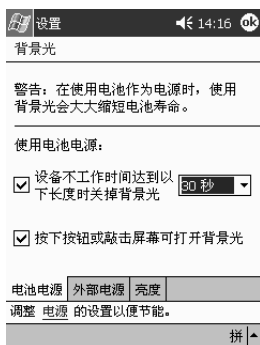 设置 14:16 ok
背景光
警告：在使用电池作为电源时，使用
背景光会大大缩短电池寿命。
使用电池电源：
设备不工作时间达到以
下长度时关掉背景光
30 秒
按下按钮或敲击屏幕可打开背景光
电池电源 外部电源 亮度
调整 电源 的设置以便节能。
拼